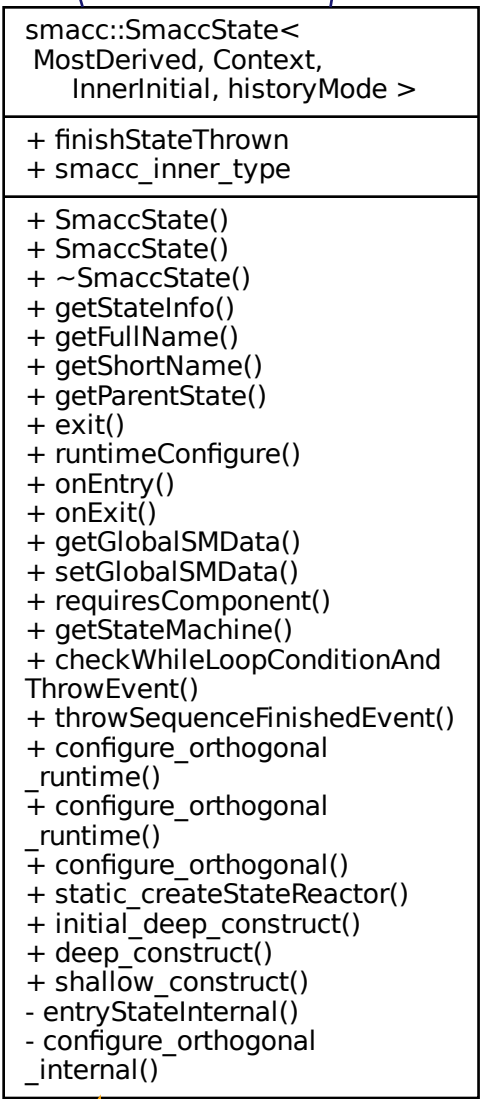 smacc::SmaccState<
MostDerived, Context,
InnerInitial, historyMode >
+ finishStateThrown
+ smacc_inner_type
+ SmaccState()
+ SmaccState()
+ ~SmaccState()
+ getStateInfo()
+ getFullName()
+ getShortName()
+ getParentState()
+ exit()
+ runtimeConfigure()
+ onEntry()
+ onExit()
+ getGlobalSMData()
+ setGlobalSMData()
+ requiresComponent()
+ getStateMachine()
+ checkWhileLoopConditionAnd
ThrowEvent()
+ throwSequenceFinishedEvent()
+ configure_orthogonal
_runtime()
+ configure_orthogonal
_runtime()
+ configure_orthogonal()
+ static_createStateReactor()
+ initial_deep_construct()
+ deep_construct()
+ shallow_construct()
- entryStateInternal()
- configure_orthogonal
_internal()